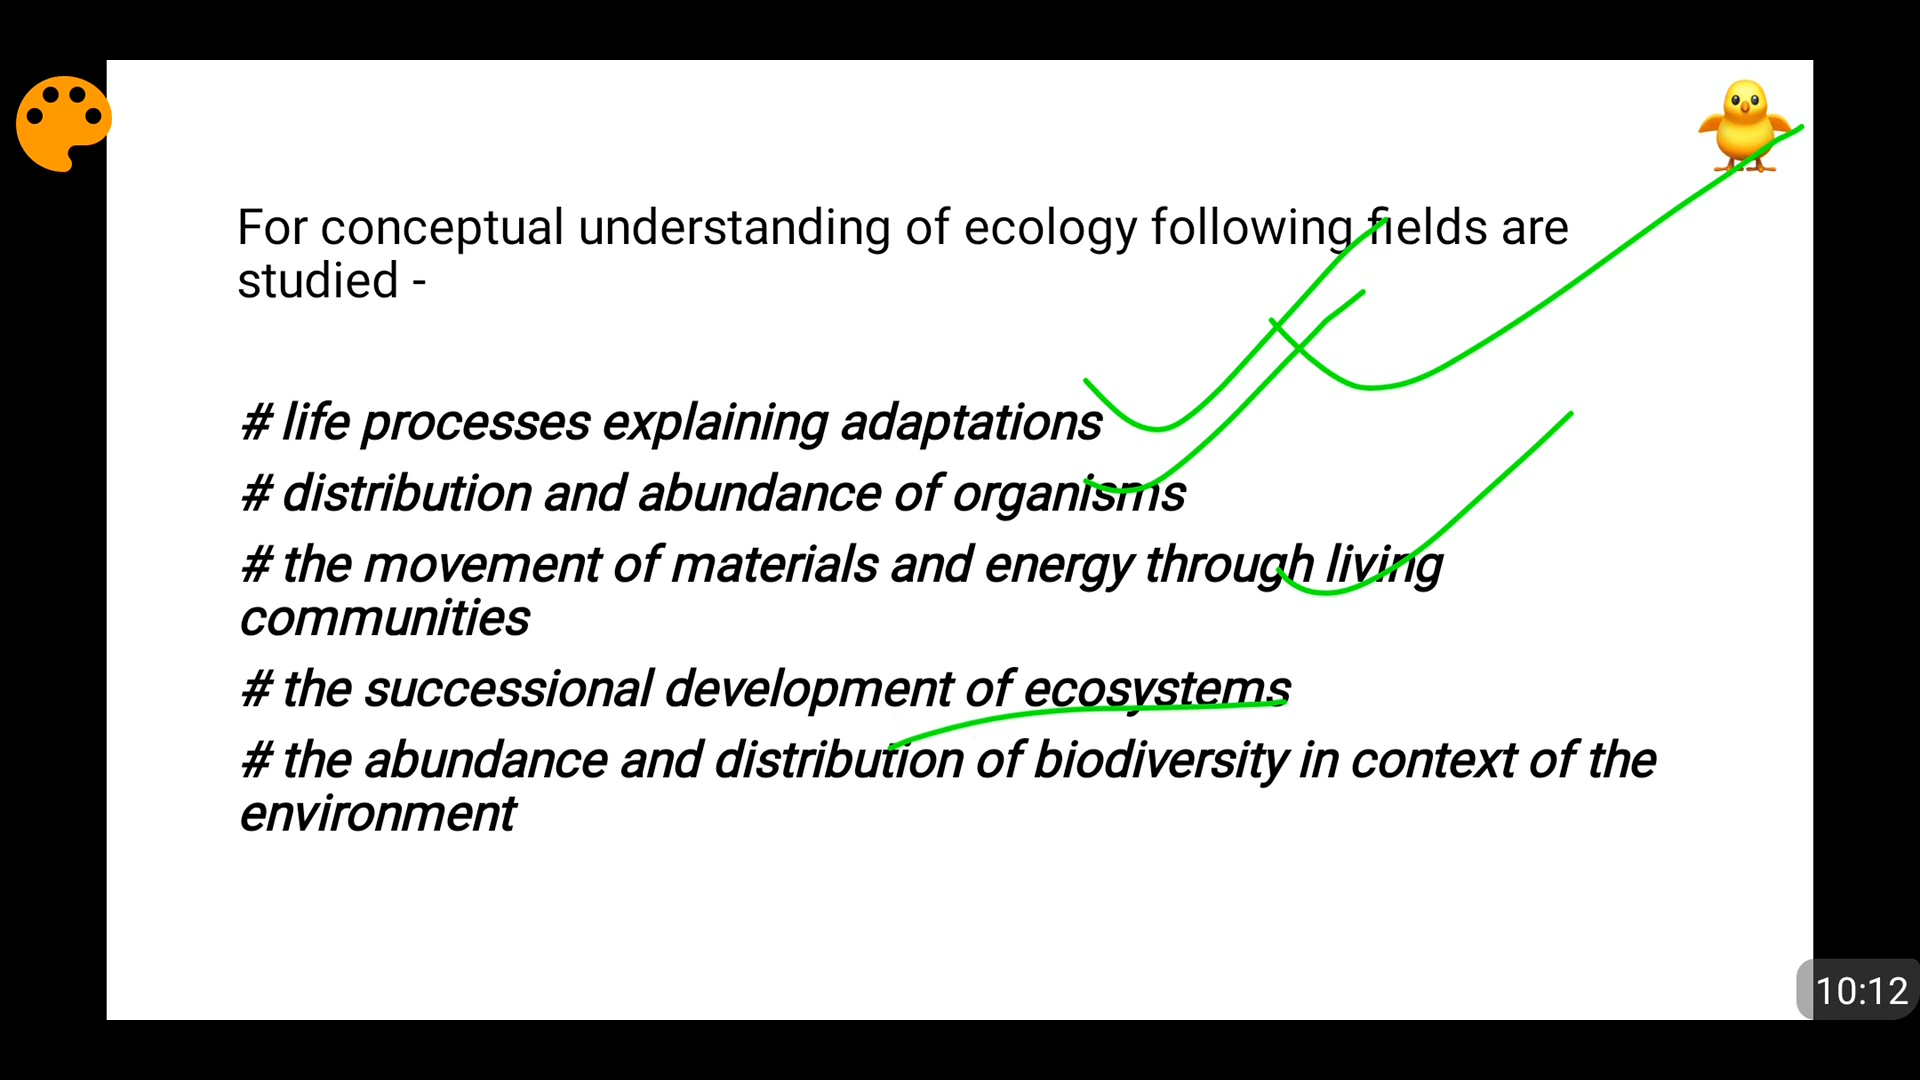 For conceptual understanding of ecology following fields are
studied -
# life processes explaining adaptations
# distribution and abundance of organisms
# the movement of materials and energy through living
communities
# the successional development of ecosystems
# the abundance and distribution of biodiversity in context of the
environment
10:12